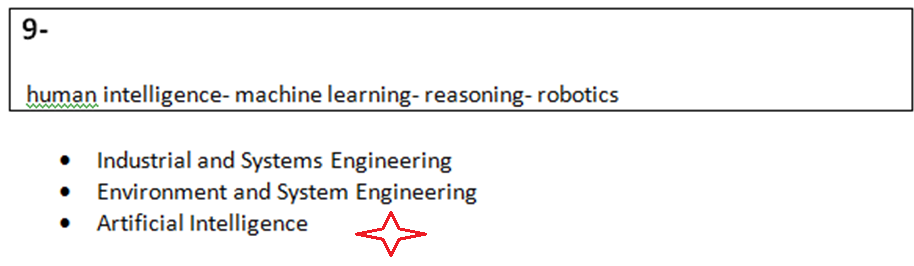 9-
human intelligence- machine learning- reasoning- robotics
• Industrial and Systems Engineering
• Environment and System Engineering
• Artificial Intelligence